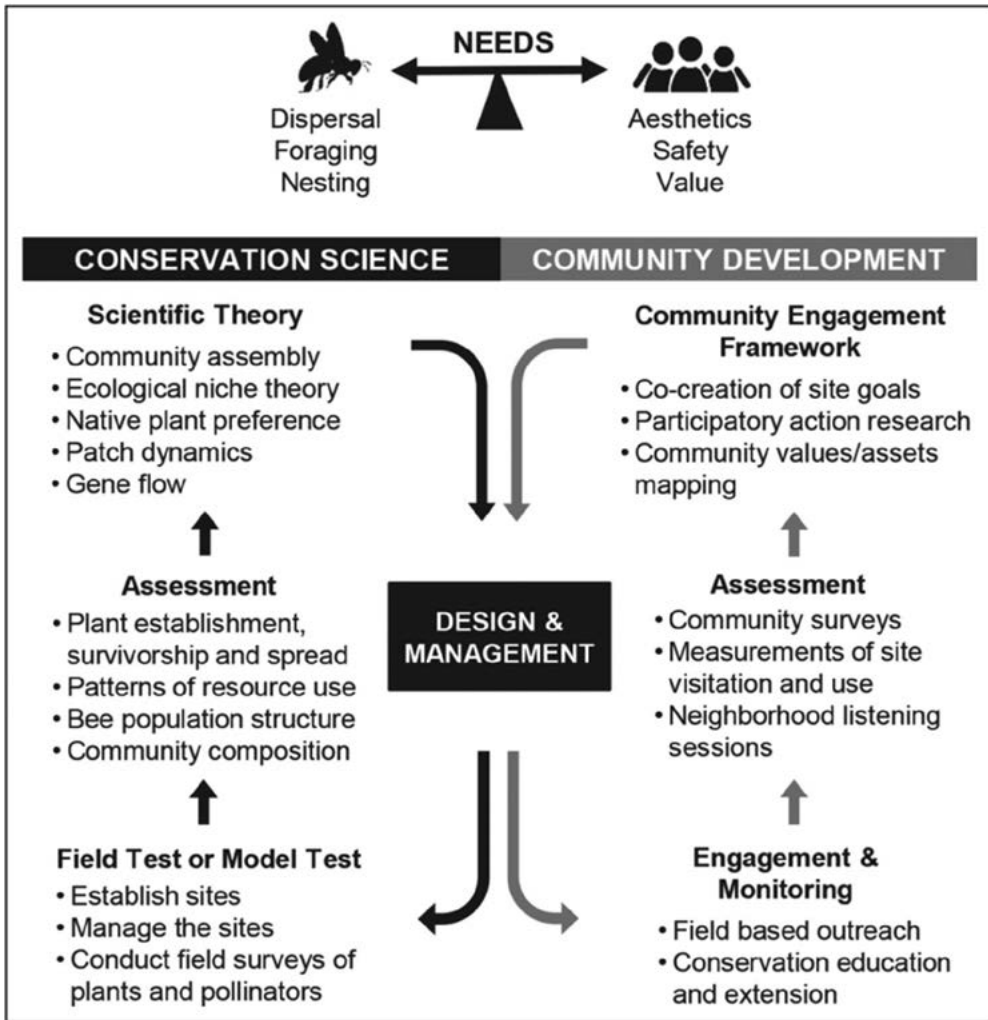 NEEDS
Dispersal
Foraging
Nesting
Aesthetics
Safety
Value
CONSERVATION SCIENCE
COMMUNITY DEVELOPMENT
Scientific Theory
• Community assembly
• Ecological niche theory
• Native plant preference
• Patch dynamics
• Gene flow
Community Engagement
Framework
• Co-creation of site goals
• Participatory action research
• Community values/assets
mapping
Assessment
• Plant establishment,
survivorship and spread
• Patterns of resource use
• Bee population structure
• Community composition
DESIGN &
MANAGEMENT
Assessment
• Community surveys
• Measurements of site
visitation and use
• Neighborhood listening
sessions
Field Test or Model Test
• Establish sites
• Manage the sites
• Conduct field surveys of
plants and pollinators
Engagement &
Monitoring
• Field based outreach
• Conservation education
and extension